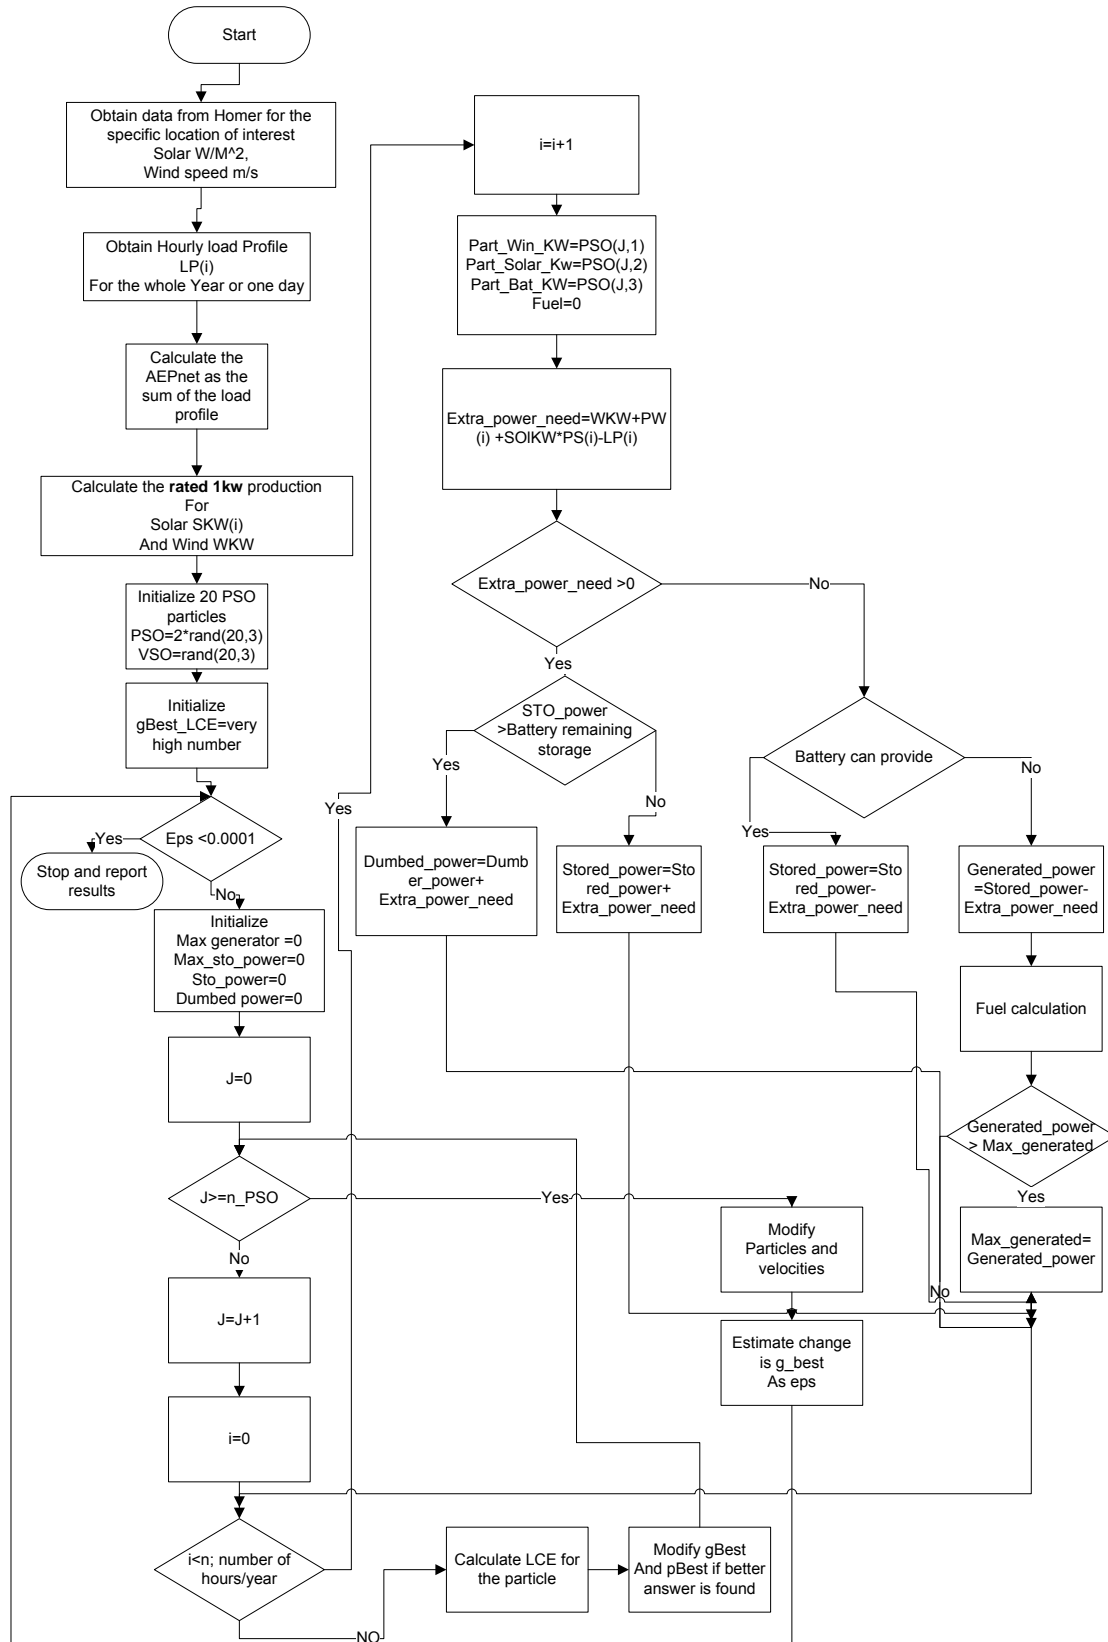 Start
Obtain data from Homer for the
specific location of interest
Solar W/M^2,
Wind speed m/s
Obtain Hourly load Profile
LP(i)
For the whole Year or one day
Calculate the
AEPnet as the
sum of the load
profile
Calculate the rated 1kw production
For
Solar SKW(i)
And Wind WKW
Initialize 20 PSO
particles
PSO=2*rand(20,3)
VSO=rand(20,3)
Initialize
gBest_LCE=very
high number
Eps <0.0001
Yes
Stop and report
results
No
Initialize
Max generator =0
Max_sto_power=0
Sto_power=0
Dumbed power=0
J=0
J>=n_PSO
Yes
No
J=J+1
i=0
i<n; number of
hours/year
NO
Yes
Calculate LCE for
the particle
Modify gBest
And pBest if better
answer is found
i=i+1
Part_Win_KW=PSO(J,1)
Part_Solar_Kw=PSO(J,2)
Part_Bat_KW=PSO(J,3)
Fuel=0
Extra_power_need=WKW+PW
(i) +SOlKW*PS(i)-LP(i)
Extra_power_need >0
No
Yes
STO_power
>Battery remaining
storage
Yes
No
Dumbed_power=Dumb
er_power+
Extra_power_need
Stored_power=Sto
red_power+
Extra_power_need
Battery can provide
Yes
No
Stored_power=Sto
red_power-
Extra_power_need
Generated_power
=Stored_power-
Extra_power_need
Fuel calculation
Generated_power
> Max_generated
Yes
No
Max_generated=
Generated_power
Modify
Particles and
velocities
Estimate change
is g_best
As eps